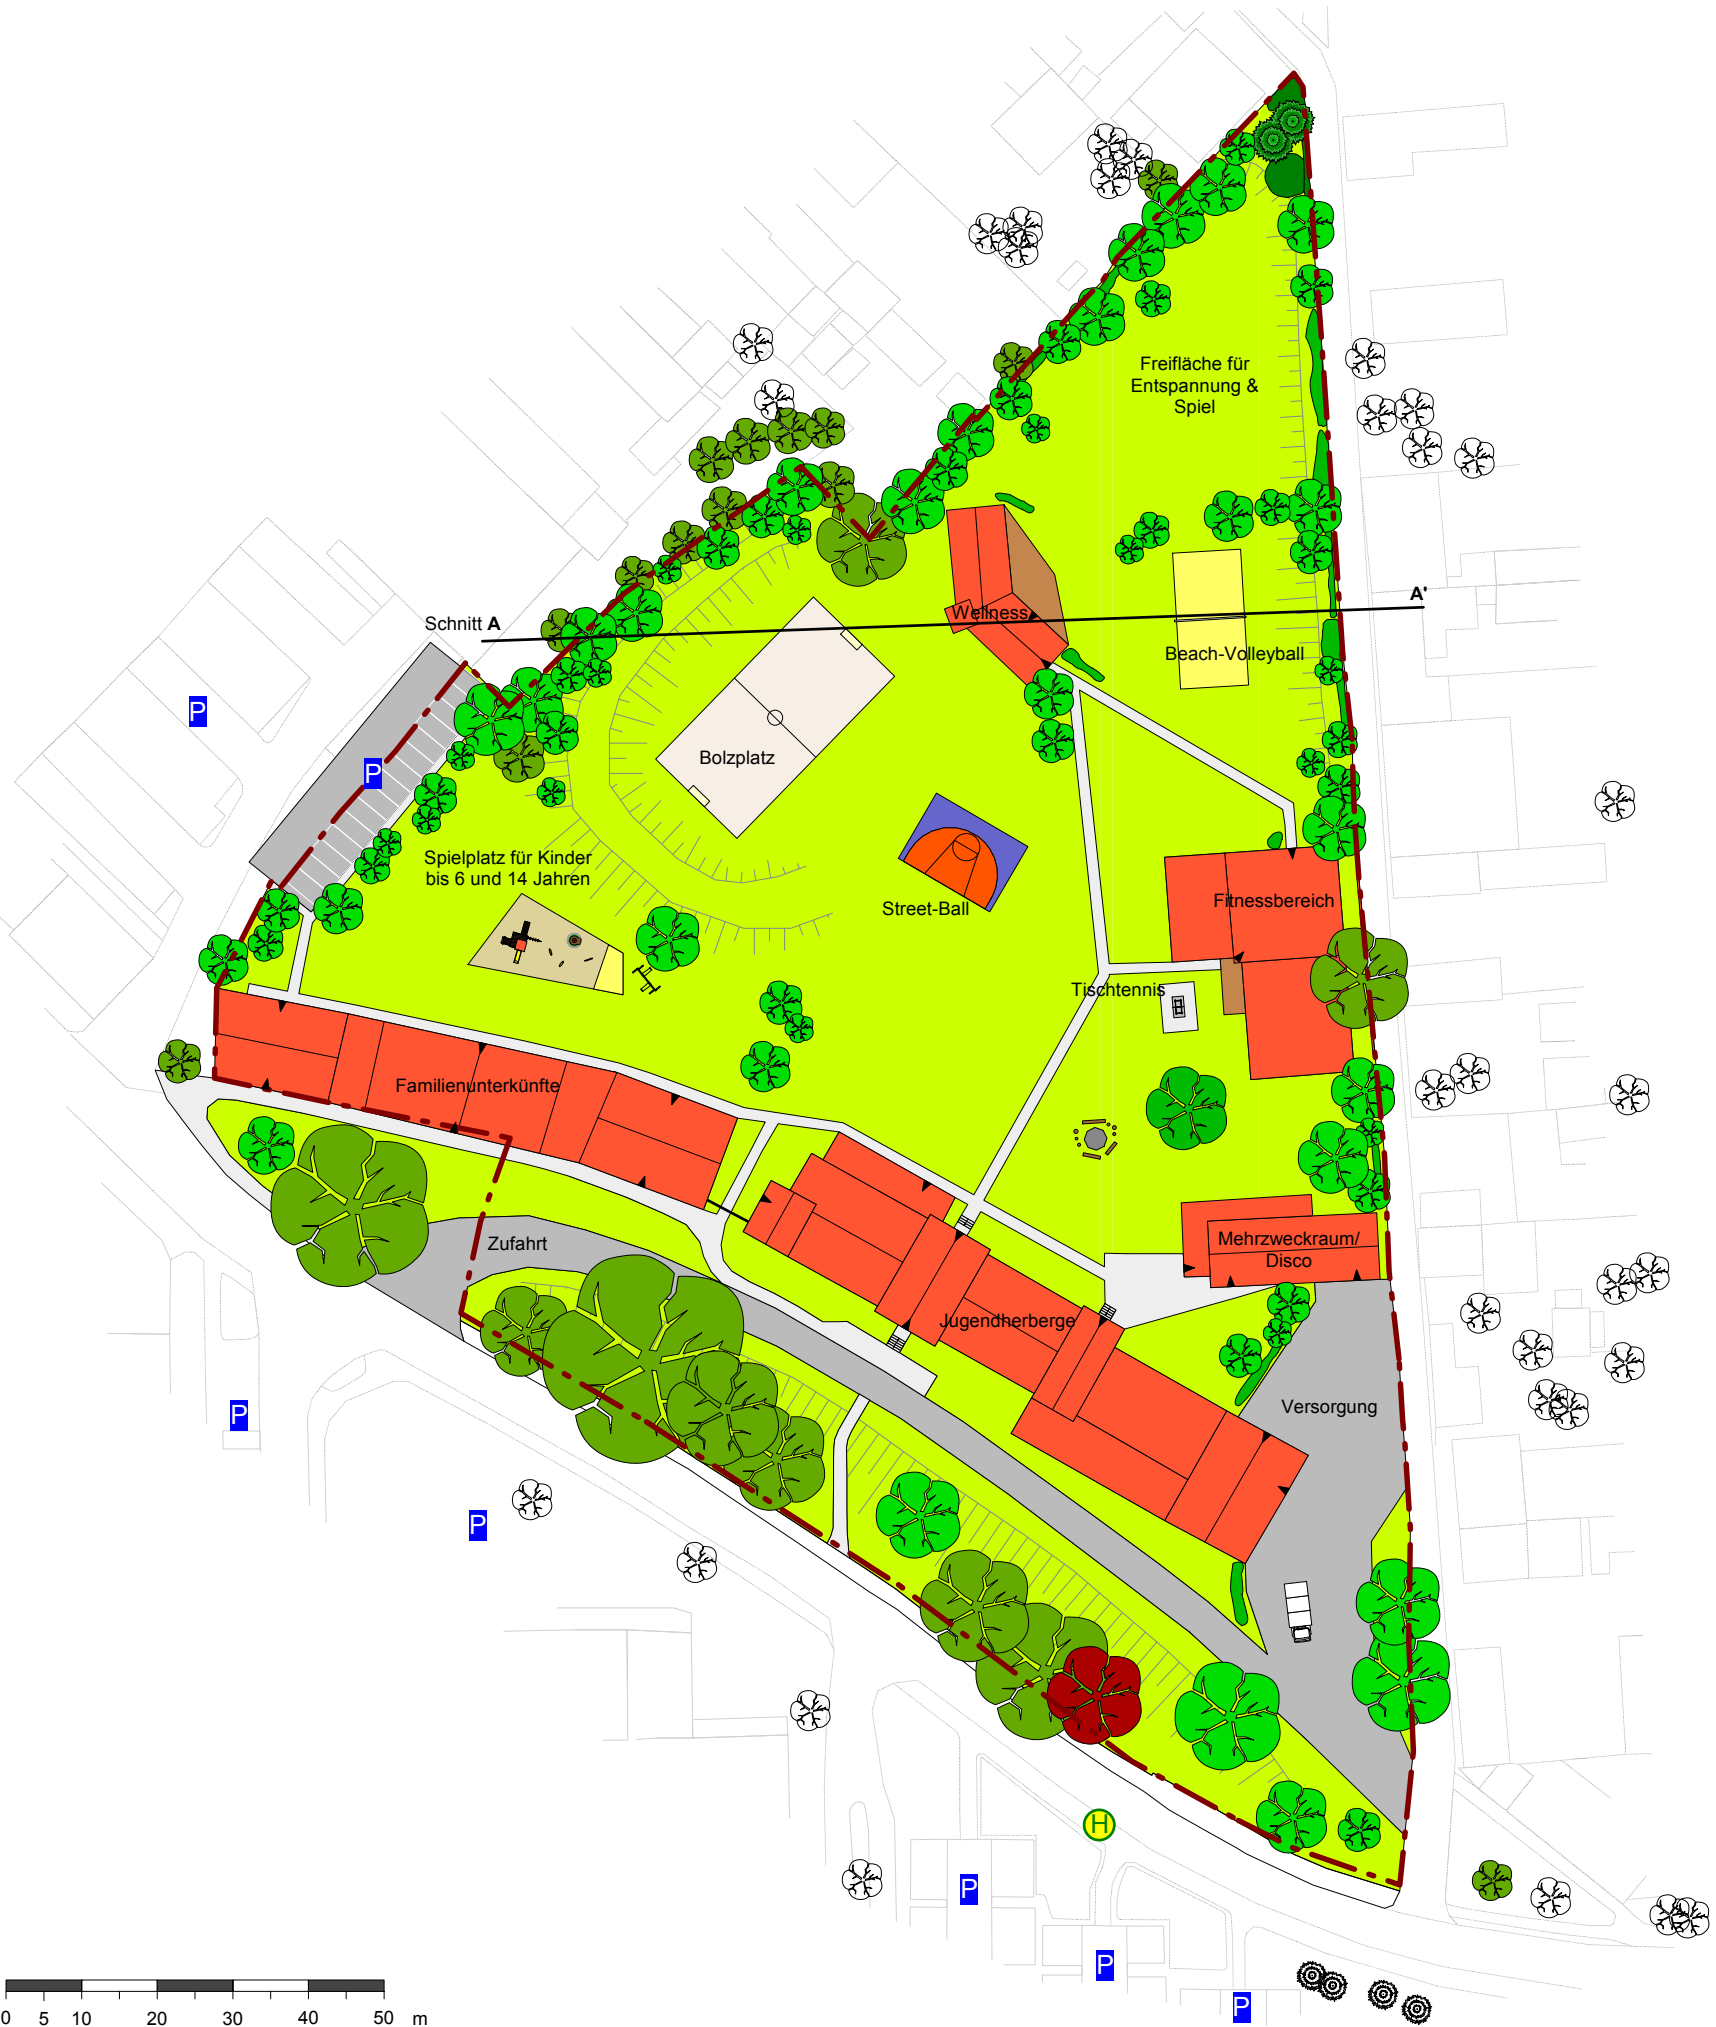 Freifläche für
Entspannung &
Spiel
Schnitt A
A'
Wellness
Beach-Volleyball
P
P
Bolzplatz
Spielplatz für Kinder
bis 6 und 14 Jahren
Street-Ball
Fitnessbereich
Tischtennis
Familienunterkünfte
Zufahrt
Mehrzweckraum/
Disco
Jugendherberge
Versorgung
P
P
H
P
P
P
0 5 10 20 30 40 50 m